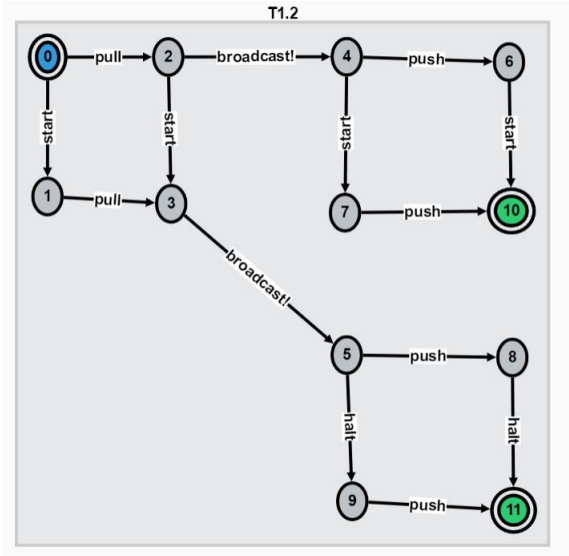 T1.2
0 pull 2 broadcast! 4 push 6
start start start start
1 pull 3 7 push 10
broadcast!
5 push 8
halt halt
9 push 11